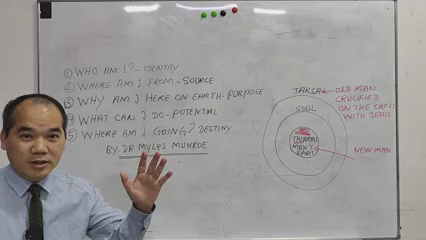 ① WHO AM I? - IDENTITY
② WHERE AM I FROM - SOURCE
③ WHY AM I HERE ON EARTH - PURPOSE
④ WHAT CAN I DO - POTENTIAL
⑤ WHERE AM I GOING? DESTINY
BY. DR MYLES MUNROE
TAKSA
OLD MAN
CRUCIFIED
ON THE CROSS
WITH JESUS
SOUL
MAN'S
SPIRIT
NEW MAN